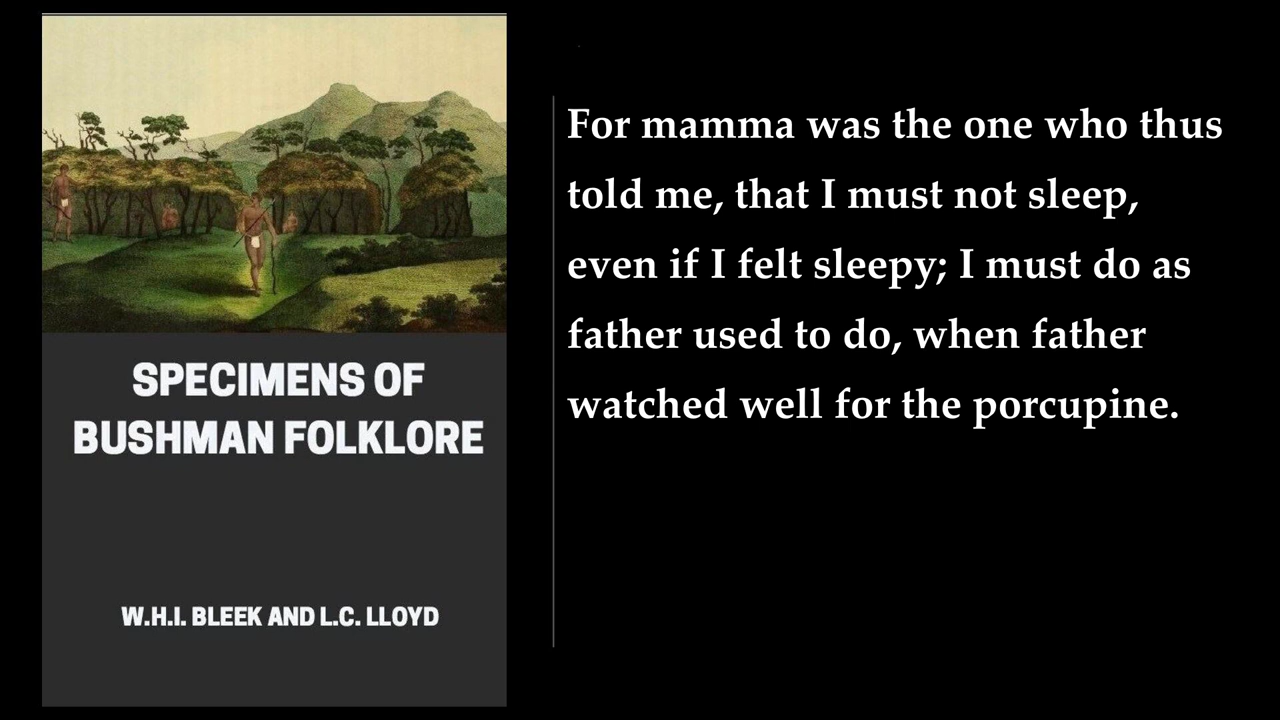 SPECIMENS OF
BUSHMAN FOLKLORE
W.H.I. BLEEK AND L.C. LLOYD
For mamma was the one who thus
told me, that I must not sleep,
even if I felt sleepy; I must do as
father used to do, when father
watched well for the porcupine.